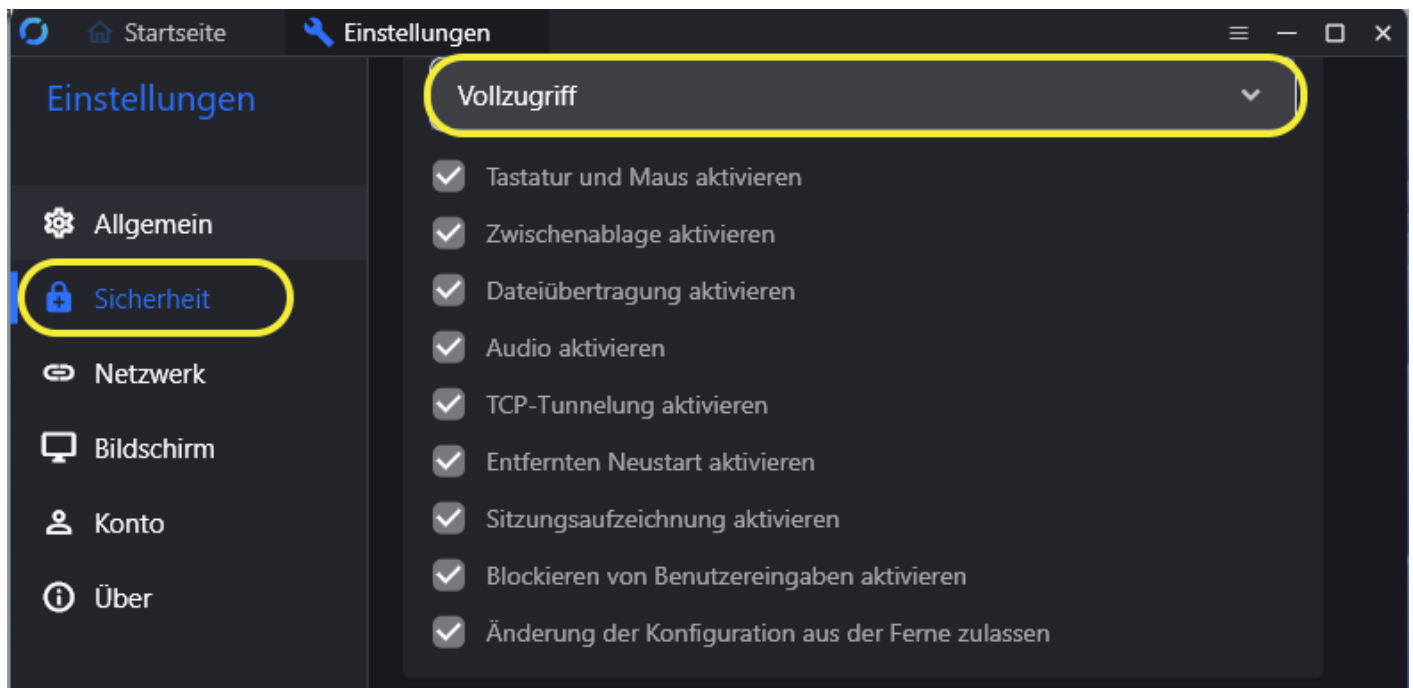 Startseite
Einstellungen
Einstellungen
Allgemein
Sicherheit
Netzwerk
Bildschirm
Konto
Über
Vollzugriff
Tastatur und Maus aktivieren
Zwischenablage aktivieren
Dateiübertragung aktivieren
Audio aktivieren
TCP-Tunnelung aktivieren
Entfernten Neustart aktivieren
Sitzungsaufzeichnung aktivieren
Blockieren von Benutzereingaben aktivieren
Änderung der Konfiguration aus der Ferne zulassen